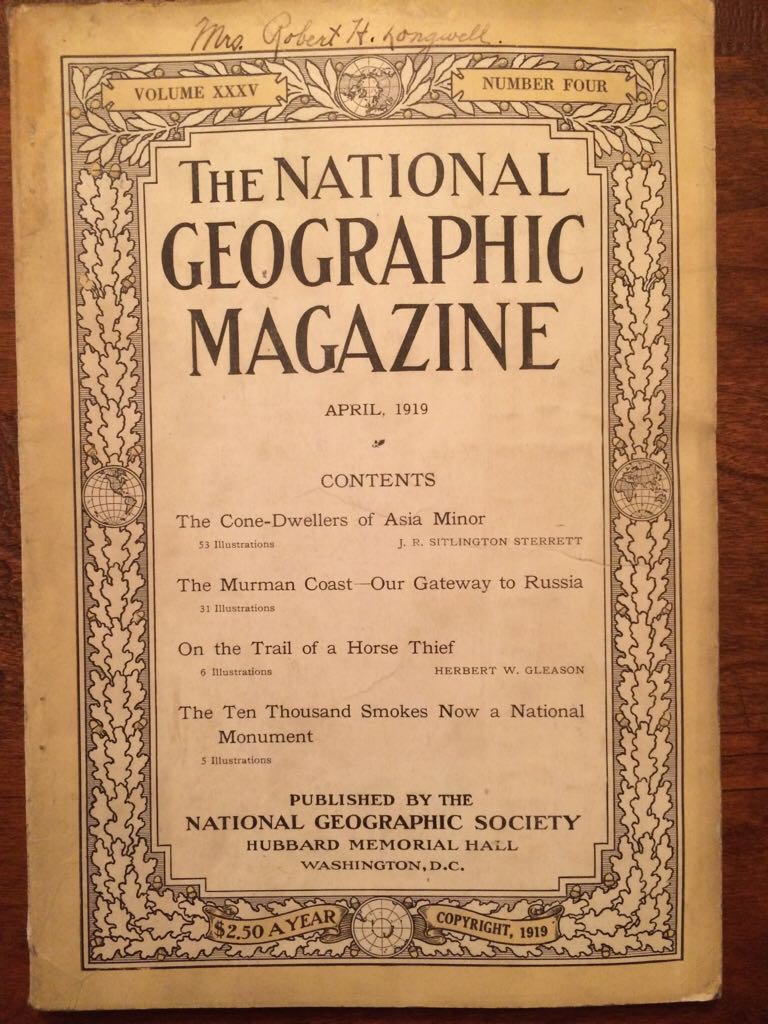 Mrs. Robert H. Longwell.
VOLUME XXXV
NUMBER FOUR
THE NATIONAL
GEOGRAPHIC
MAGAZINE
APRIL, 1919
CONTENTS
The Cone-Dwellers of Asia Minor
53 Illustrations J. R. SITLINGTON STERRETT
The Murman Coast—Our Gateway to Russia
31 Illustrations
On the Trail of a Horse Thief
6 Illustrations HERBERT W. GLEASON
The Ten Thousand Smokes Now a National
Monument
5 Illustrations
PUBLISHED BY THE
NATIONAL GEOGRAPHIC SOCIETY
HUBBARD MEMORIAL HALL
WASHINGTON, D.C.
$2.50 A YEAR
COPYRIGHT, 1919